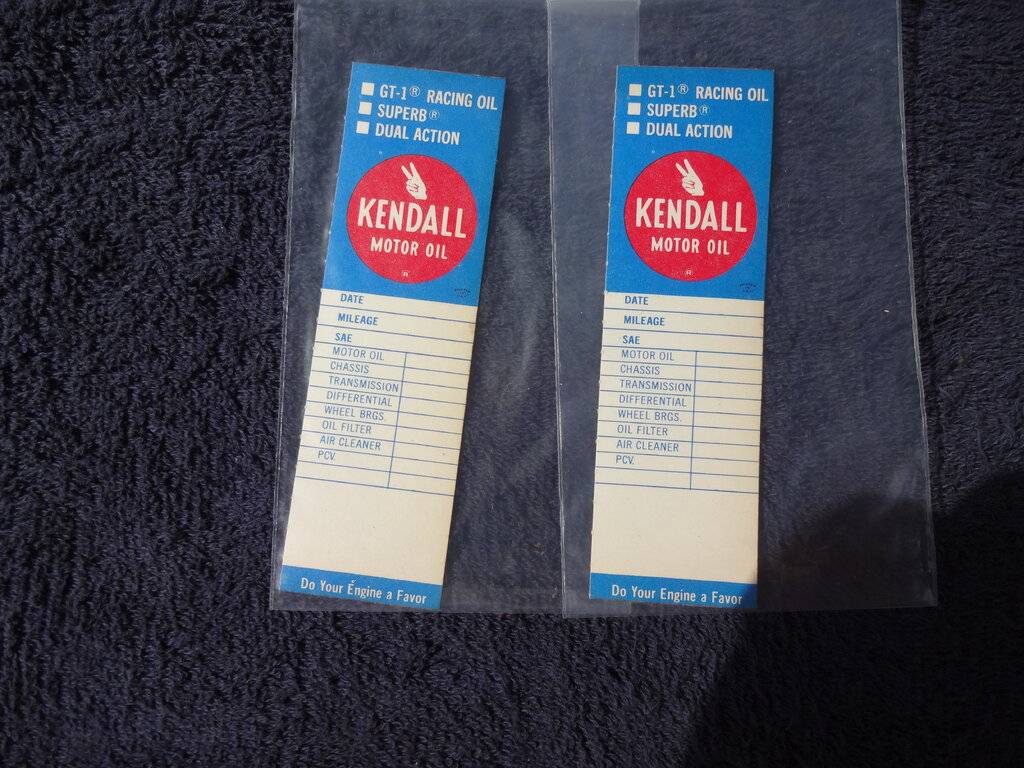 GT-1® RACING OIL
SUPERB®
DUAL ACTION
KENDALL
MOTOR OIL
®
DATE
MILEAGE
SAE
MOTOR OIL
CHASSIS
TRANSMISSION
DIFFERENTIAL
WHEEL BRGS.
OIL FILTER
AIR CLEANER
PCV.
Do Your Engine a Favor
GT-1® RACING OIL
SUPERB®
DUAL ACTION
KENDALL
MOTOR OIL
®
DATE
MILEAGE
SAE
MOTOR OIL
CHASSIS
TRANSMISSION
DIFFERENTIAL
WHEEL BRGS.
OIL FILTER
AIR CLEANER
PCV.
Do Your Engine a Favor